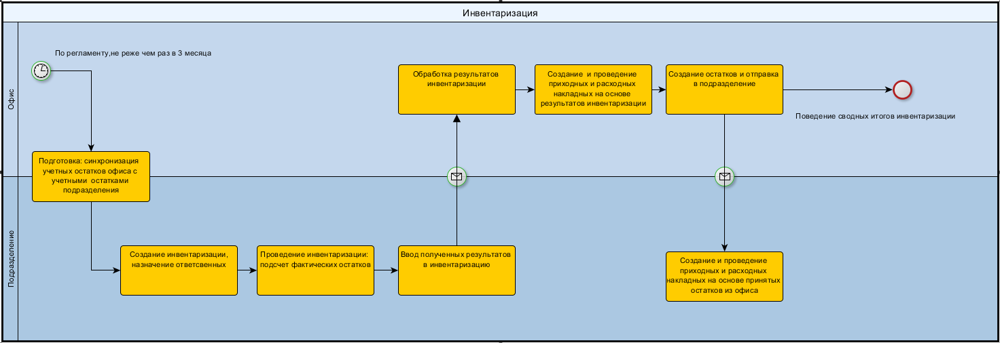 Инвентаризация
Офис
По регламенту,не реже чем раз в 3 месяца
Подготовка: синхронизация
учетных остатков офиса с
учетными остатками
подразделения
Обработка результатов
инвентаризации
Создание и проведение
приходных и расходных
накладных на основе
результатов инвентаризации
Создание остатков и отправка
в подразделение
Поведение сводных итогов инвентаризации
Подразделение
Создание инвентаризации,
назначение ответсвенных
Проведение инвентаризации:
подсчет фактических остатков
Ввод полученных результатов
в инвентаризацию
Создание и проведение
приходных и расходных
накладных на основе принятых
остатков из офиса